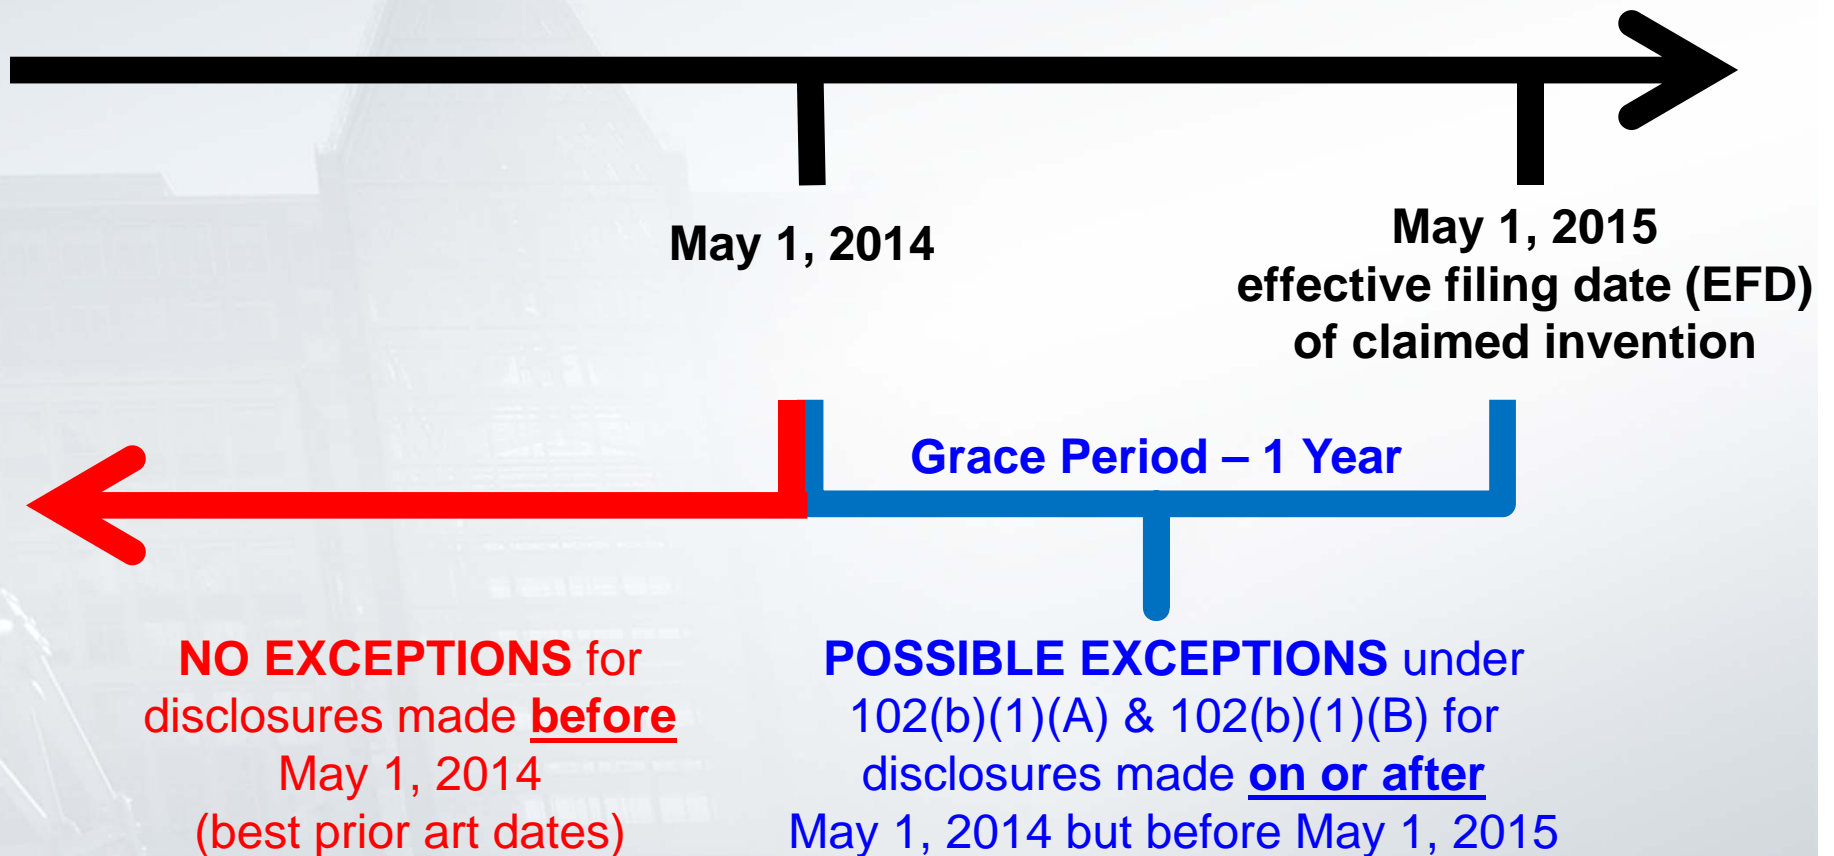 May 1, 2014
May 1, 2015
effective filing date (EFD)
of claimed invention
Grace Period – 1 Year
NO EXCEPTIONS for
disclosures made before
May 1, 2014
(best prior art dates)
POSSIBLE EXCEPTIONS under
102(b)(1)(A) & 102(b)(1)(B) for
disclosures made on or after
May 1, 2014 but before May 1, 2015